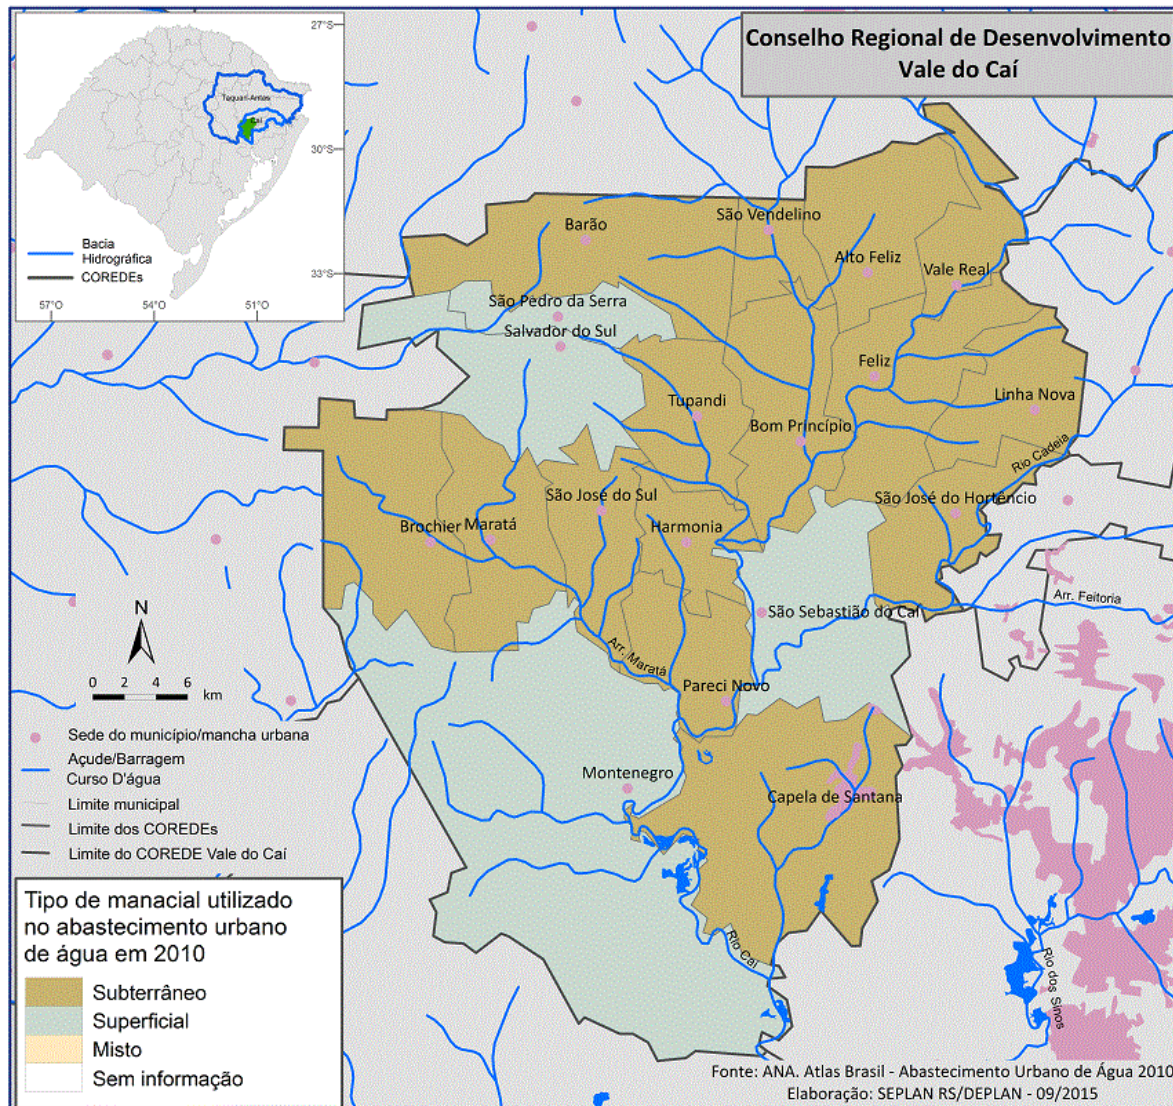 Conselho Regional de Desenvolvimento
Vale do Caí
27°S
30°S
33°S
57°O
54°O
51°O
Taquari-Antas
Caí
Bacia
Hidrográfica
COREDEs
Barão
São Vendelino
Alto Feliz
Vale Real
São Pedro da Serra
Salvador do Sul
Feliz
Linha Nova
Tupandi
Bom Princípio
Rio Cadeia
São José do Sul
São José do Hortêncio
Brochier
Maratá
Harmonia
Arr. Feitoria
São Sebastião do Caí
Arr. Maratá
Pareci Novo
Montenegro
Capela de Santana
Rio Caí
Rio dos Sinos
N
0 2 4 6
km
Sede do município/mancha urbana
Açude/Barragem
Curso D'água
Limite municipal
Limite dos COREDEs
Limite do COREDE Vale do Caí
Tipo de manacial utilizado
no abastecimento urbano
de água em 2010
Subterrâneo
Superficial
Misto
Sem informação
Fonte: ANA. Atlas Brasil - Abastecimento Urbano de Água 2010
Elaboração: SEPLAN RS/DEPLAN - 09/2015